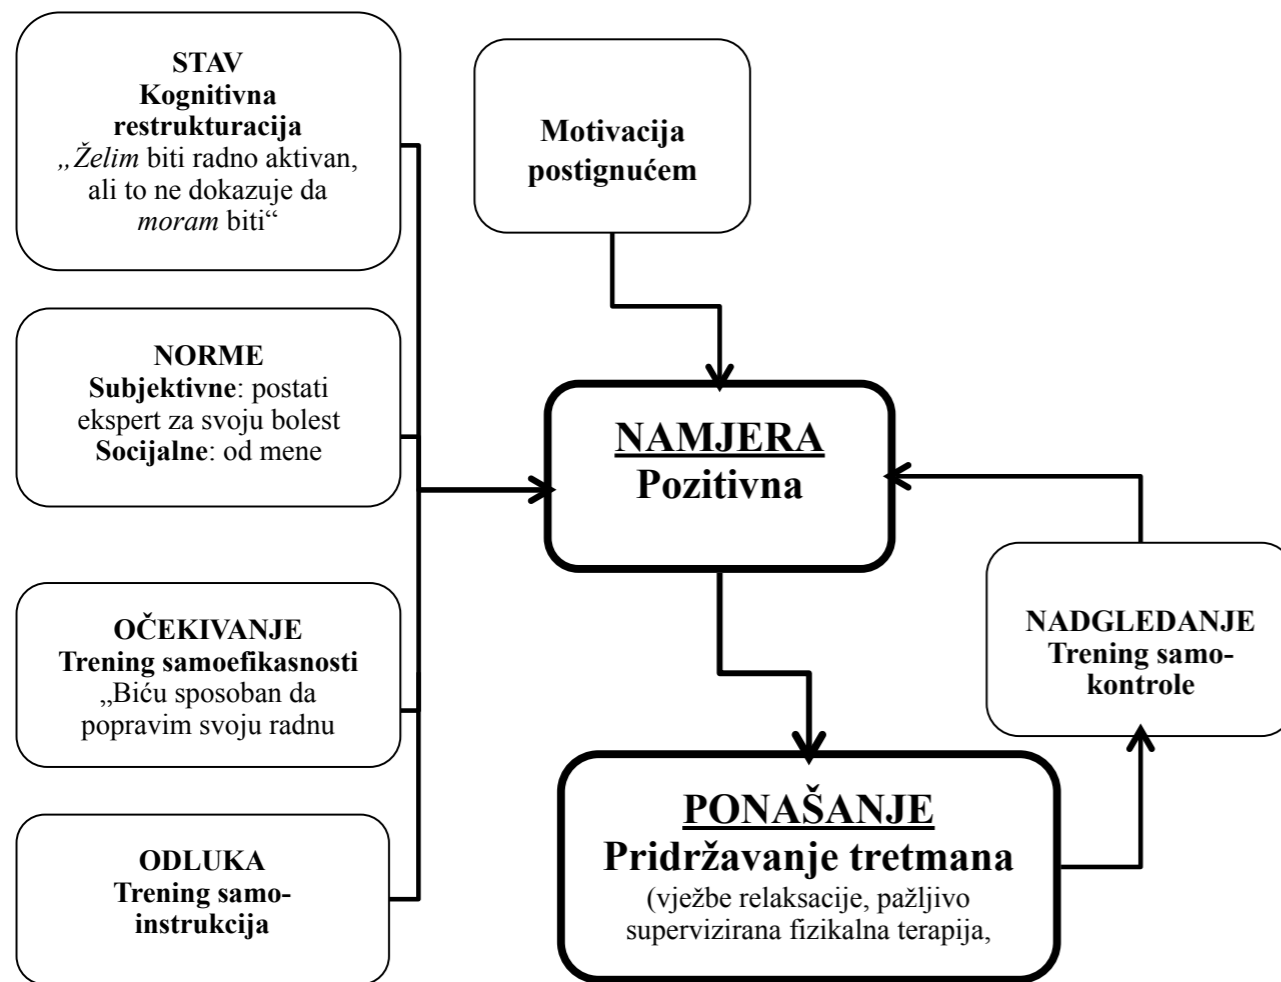 STAV
Kognitivna
restrukturacija
„Želim biti radno aktivan,
ali to ne dokazuje da
moram biti“
Motivacija
postignućem
NORME
Subjektivne: postati
ekspert za svoju bolest
Socijalne: od mene
NAMJERA
Pozitivna
OČEKIVANJE
Trening samoefikasnosti
„Biću sposoban da
popravim svoju radnu
NADGLEDANJE
Trening samo-
kontrole
ODLUKA
Trening samo-
instrukcija
PONAŠANJE
Pridržavanje tretmana
(vježbe relaksacije, pažljivo
supervizirana fizikalna terapija,